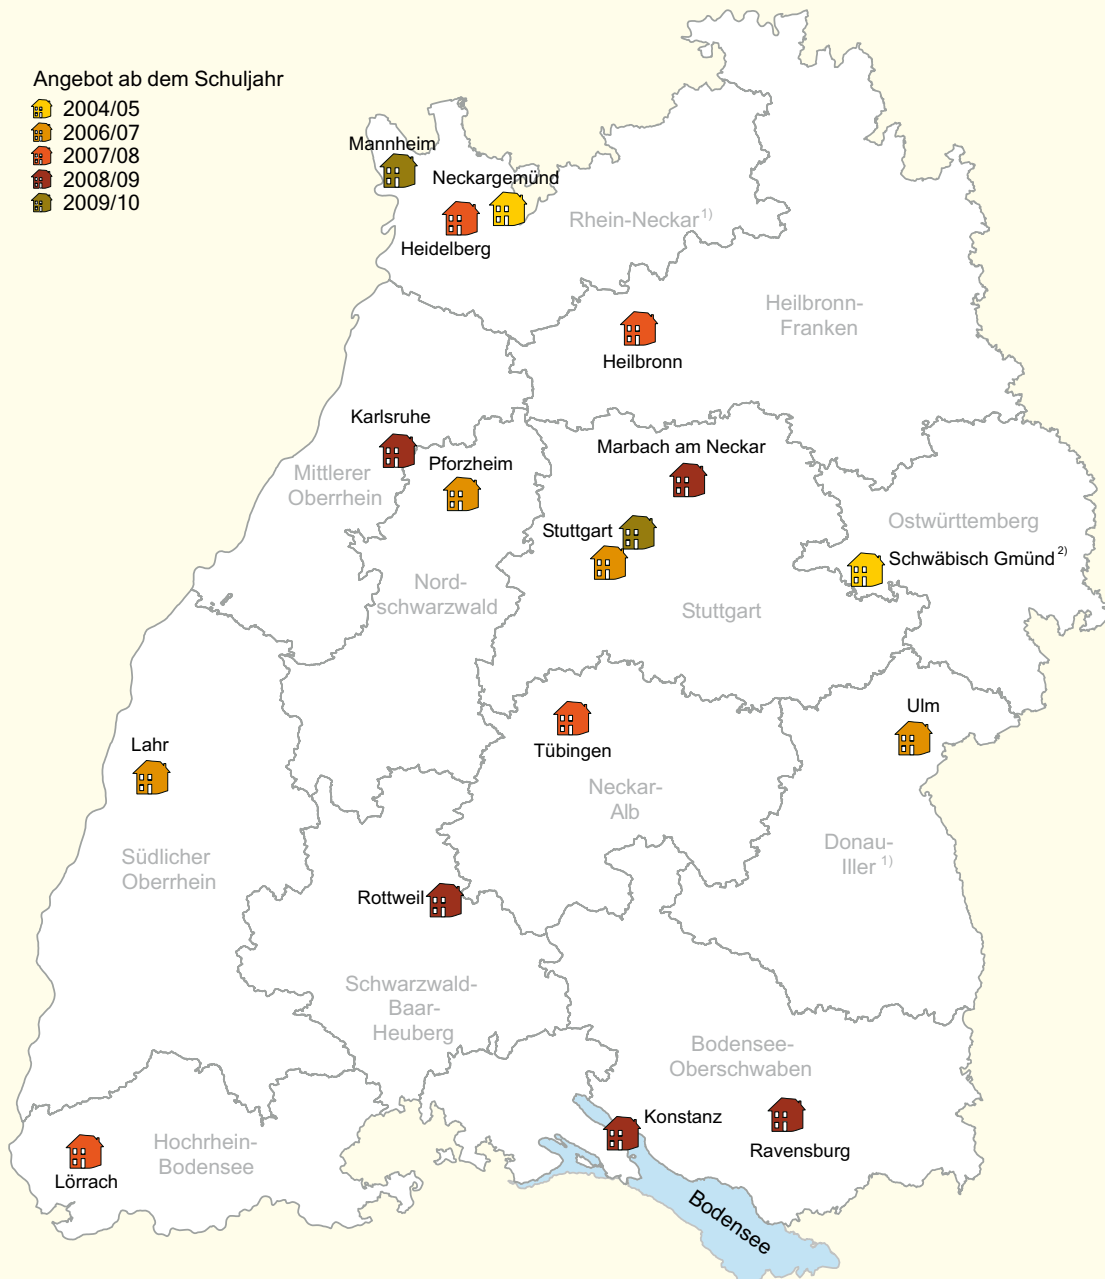 Angebot ab dem Schuljahr
2004/05
2006/07
2007/08
2008/09
2009/10
Mannheim
Neckargemünd
Rhein-Neckar 1)
Heidelberg
Heilbronn-
Franken
Heilbronn
Karlsruhe
Marbach am Neckar
Pforzheim
Mittlerer
Oberrhein
Ostwürttemberg
Stuttgart
Schwäbisch Gmünd 2)
Nord-
schwarzwald
Stuttgart
Ulm
Lahr
Tübingen
Neckar-
Alb
Donau-
Iller 1)
Südlicher
Oberrhein
Rottweil
Schwarzwald-
Baar-
Heuberg
Bodensee-
Oberschwaben
Konstanz
Hochrhein-
Bodensee
Ravensburg
Lörrach
Bodensee